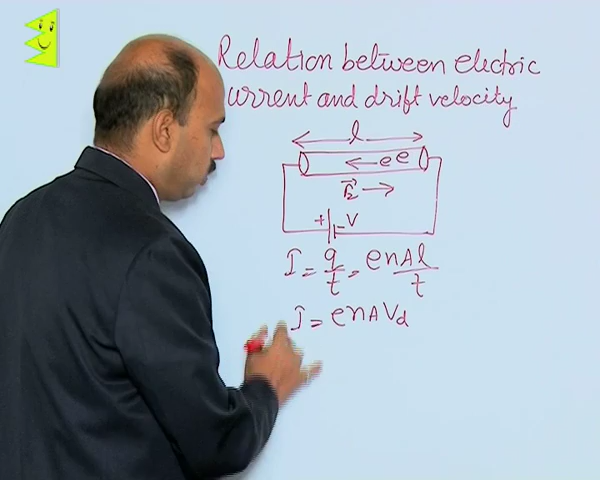 Relation between electric
current and drift velocity
l
e e
E
+ - V
I = q/t = enAl/t
I = enAVd